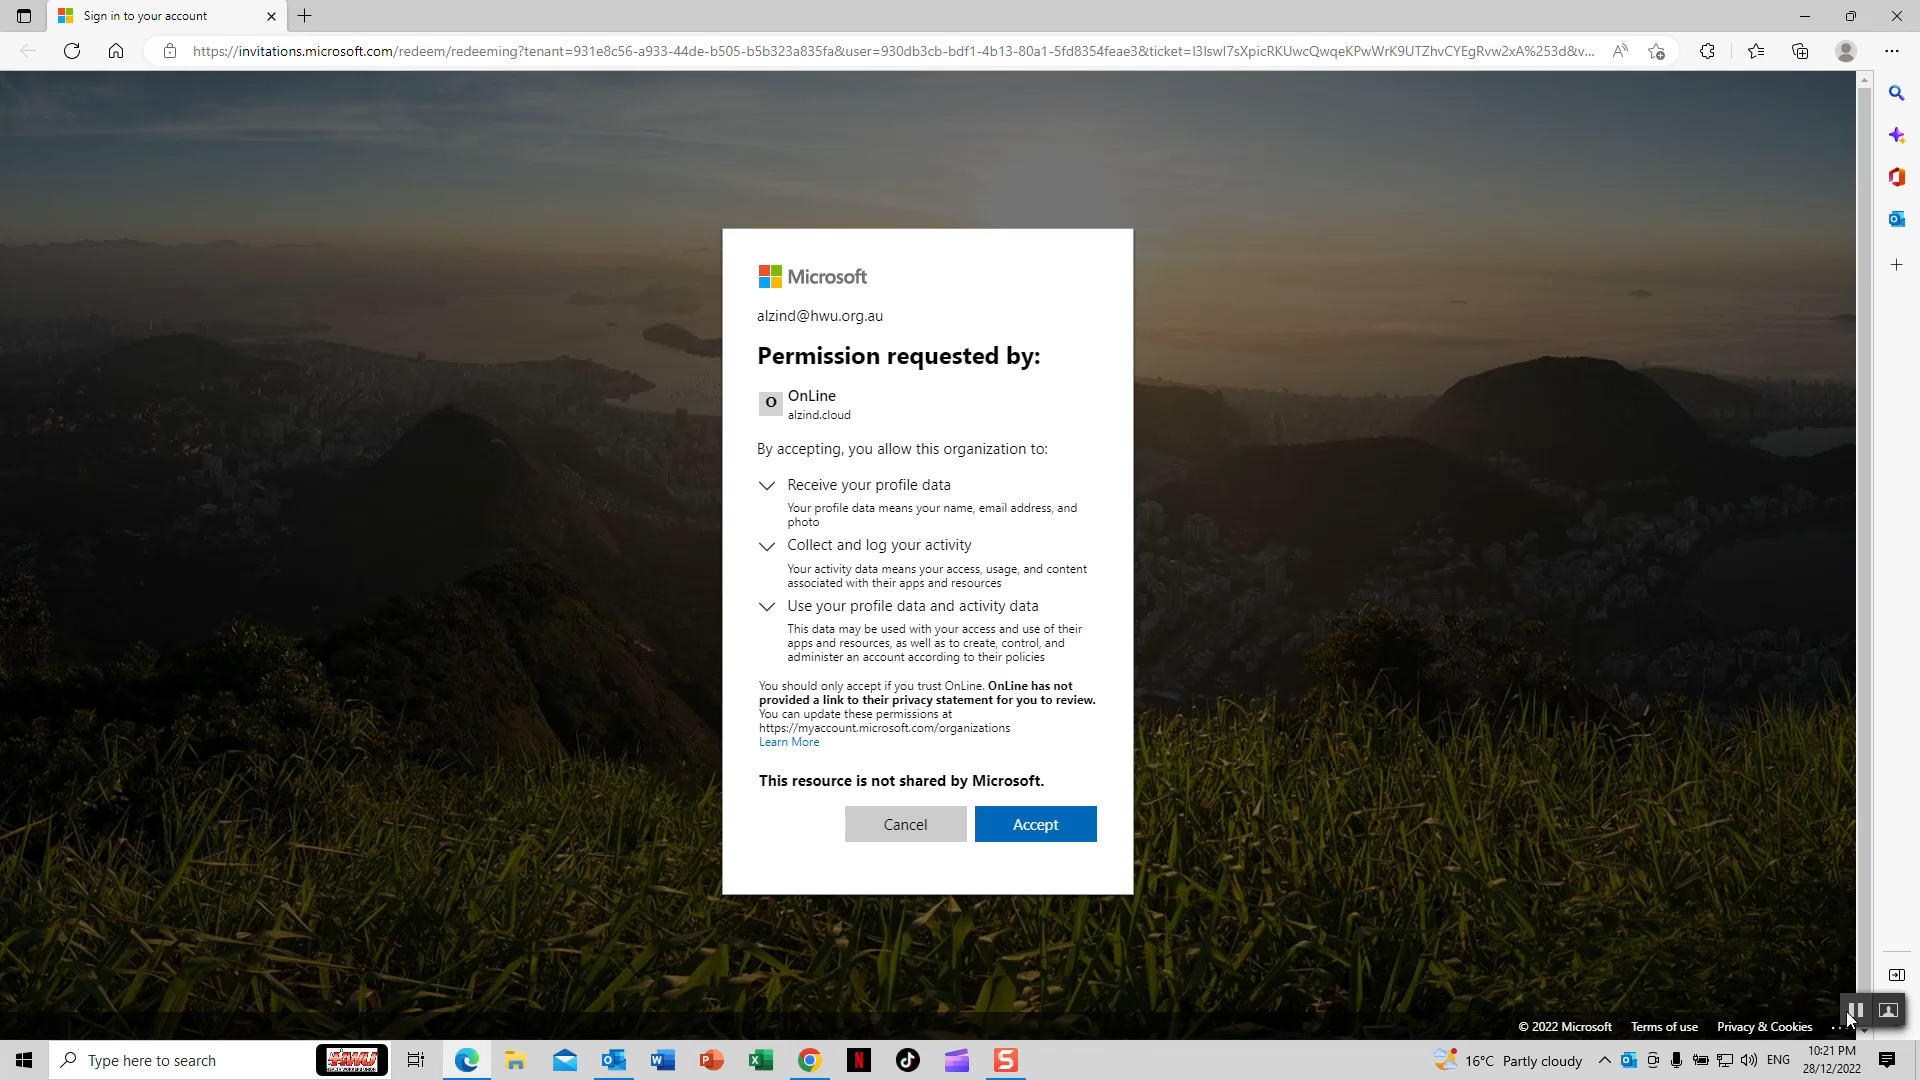 Sign in to your account
https://invitations.microsoft.com/redeem/redeeming?tenant=931e8c56-a933-44de-b505-b5b323a835fa&user=930db3cb-bdf1-4b13-80a1-5fd8354feae3&ticket=I3Iswl7sXpicRKUwcQwqeKPwWrK9UTZhvCYEgRvw2xA%253d&v...
Microsoft
alzind@hwu.org.au
Permission requested by:
O
OnLine
alzind.cloud
By accepting, you allow this organization to:
Receive your profile data
Your profile data means your name, email address, and
photo
Collect and log your activity
Your activity data means your access, usage, and content
associated with their apps and resources
Use your profile data and activity data
This data may be used with your access and use of their
apps and resources, as well as to create, control, and
administer an account according to their policies
You should only accept if you trust OnLine. OnLine has not
provided a link to their privacy statement for you to review.
You can update these permissions at
https://myaccount.microsoft.com/organizations
Learn More
This resource is not shared by Microsoft.
Cancel
Accept
© 2022 Microsoft Terms of use Privacy & Cookies
Type here to search
16°C Partly cloudy
ENG
10:21 PM
28/12/2022